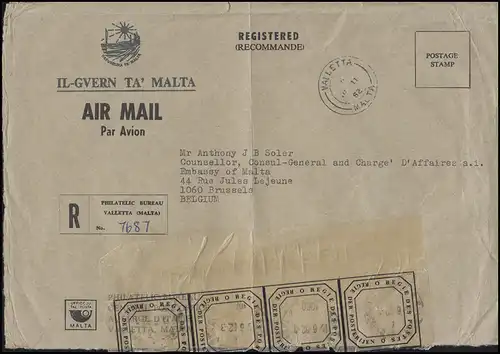 REGISTERED
(RECOMMANDE)
POSTAGE
STAMP
VALLETTA
MALTA
IL-GVERN TA' MALTA
AIR MAIL
Par Avion
Mr Anthony J B Soler
Counsellor, Consul-General and Charge' D'Affaires a.i.
Embassy of Malta
44 Rue Jules Lejeune
1060 Brussels
BELGIUM
R
PHILATELIC BUREAU
VALLETTA (MALTA)
No. 7687
MALTA